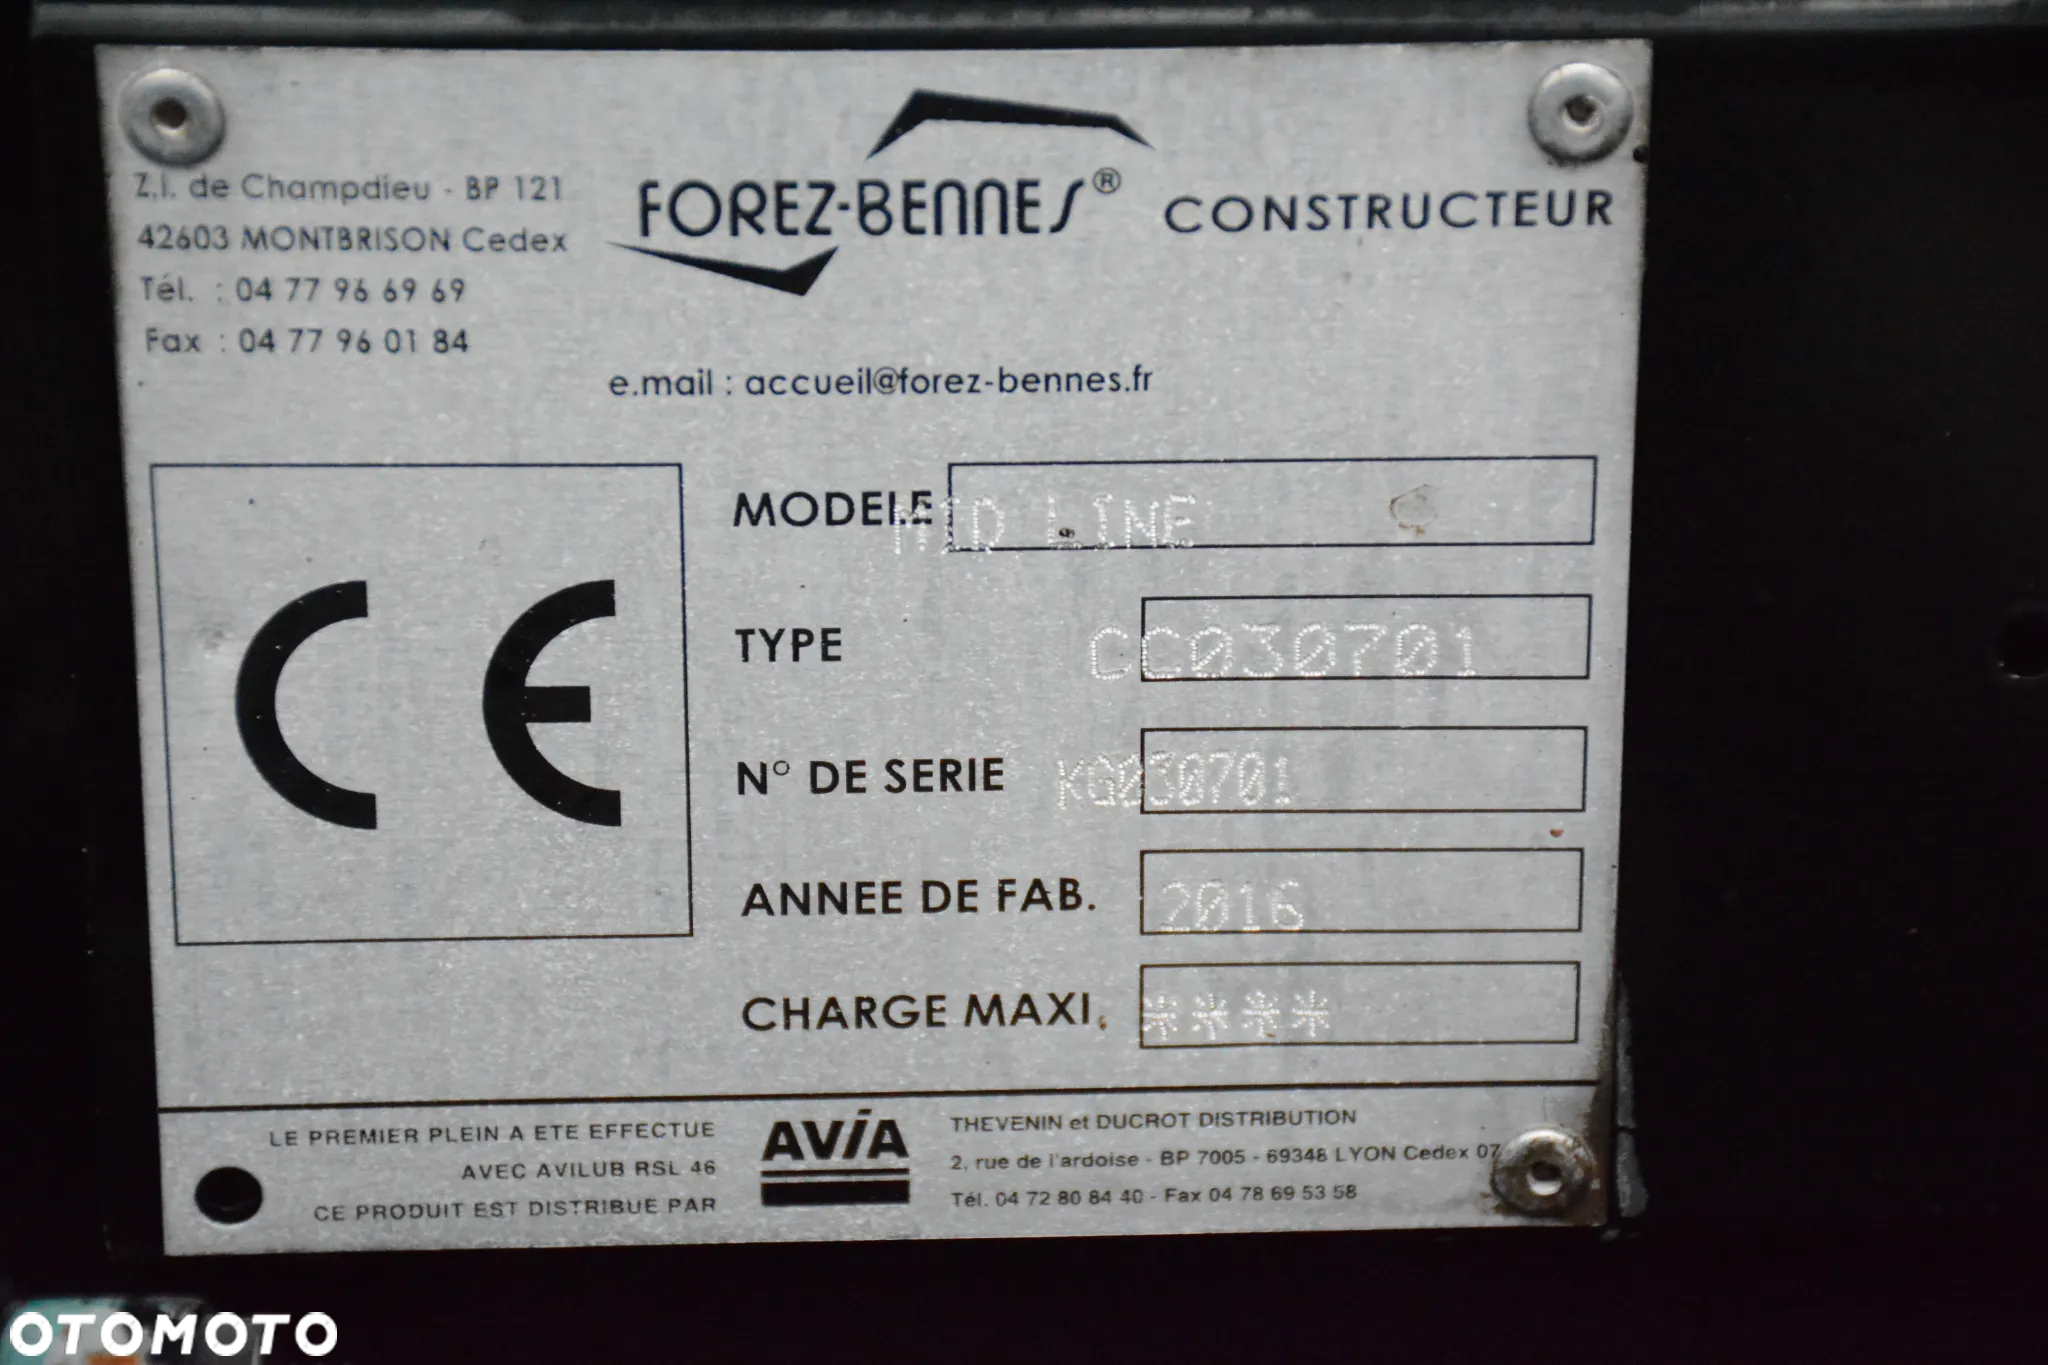 Z.I. de Champdieu - BP 121
42603 MONTBRISON Cedex
Tél. : 04 77 96 69 69
Fax : 04 77 96 01 84
FOREZ-BENNES® CONSTRUCTEUR
e.mail : accueil@forez-bennes.fr
CE
MODELE MID LINE
TYPE CC030701
N° DE SERIE KG030701
ANNEE DE FAB. 2016
CHARGE MAXI. ****
LE PREMIER PLEIN A ETE EFFECTUE
AVEC AVILUB RSL 46
CE PRODUIT EST DISTRIBUE PAR
AVIA
THEVENIN et DUCROT DISTRIBUTION
2, rue de l'ardoise - BP 7005 - 69348 LYON Cedex 07
Tél. 04 72 80 84 40 - Fax 04 78 69 53 58
OTOMOTO